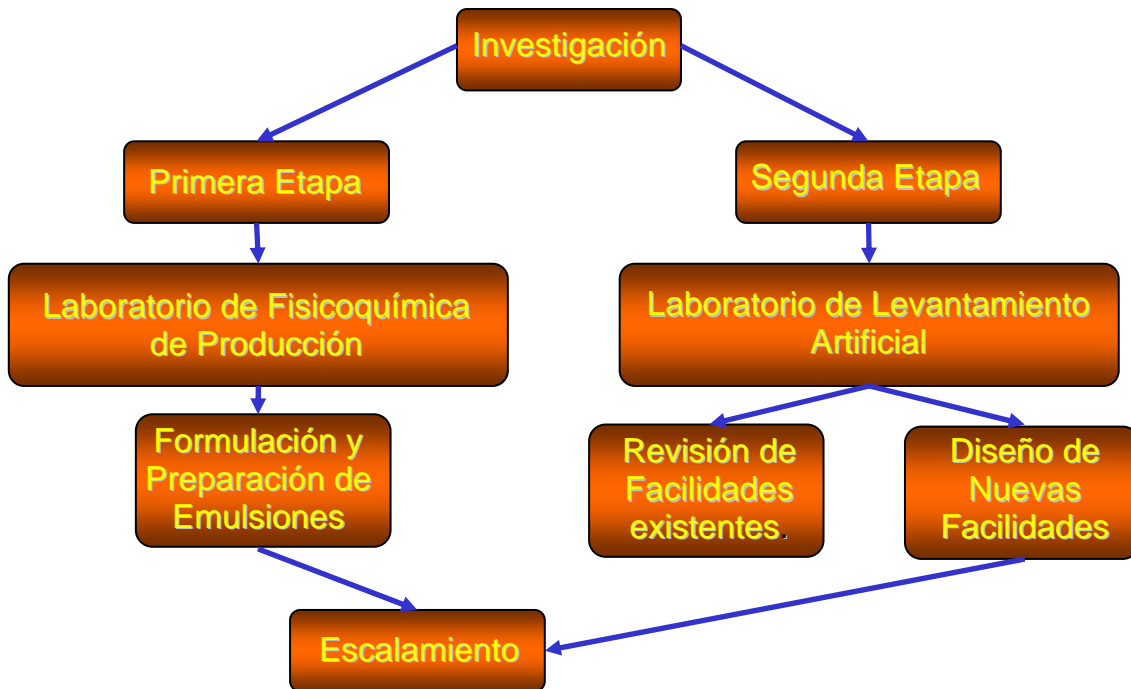 Investigación
Primera Etapa
Segunda Etapa
Laboratorio de Fisicoquímica
de Producción
Laboratorio de Levantamiento
Artificial
Formulación y
Preparación de
Emulsiones
Revisión de
Facilidades
existentes.
Diseño de
Nuevas
Facilidades
Escalamiento